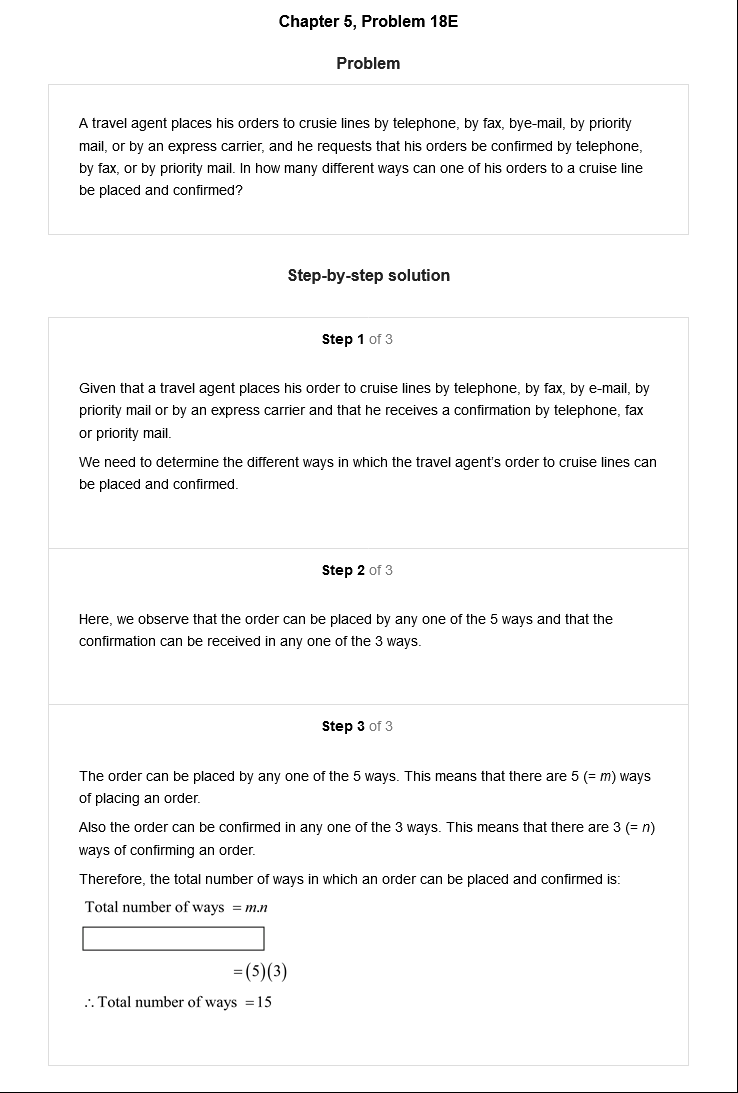 Chapter 5, Problem 18E
Problem
A travel agent places his orders to crusie lines by telephone, by fax, bye-mail, by priority
mail, or by an express carrier, and he requests that his orders be confirmed by telephone,
by fax, or by priority mail. In how many different ways can one of his orders to a cruise line
be placed and confirmed?
Step-by-step solution
Step 1 of 3
Given that a travel agent places his order to cruise lines by telephone, by fax, by e-mail, by
priority mail or by an express carrier and that he receives a confirmation by telephone, fax
or priority mail.
We need to determine the different ways in which the travel agent's order to cruise lines can
be placed and confirmed.
Step 2 of 3
Here, we observe that the order can be placed by any one of the 5 ways and that the
confirmation can be received in any one of the 3 ways.
Step 3 of 3
The order can be placed by any one of the 5 ways. This means that there are 5 (= m) ways
of placing an order.
Also the order can be confirmed in any one of the 3 ways. This means that there are 3 (= n)
ways of confirming an order.
Therefore, the total number of ways in which an order can be placed and confirmed is:
Total number of ways = m.n
=(5)(3)
∴ Total number of ways =15